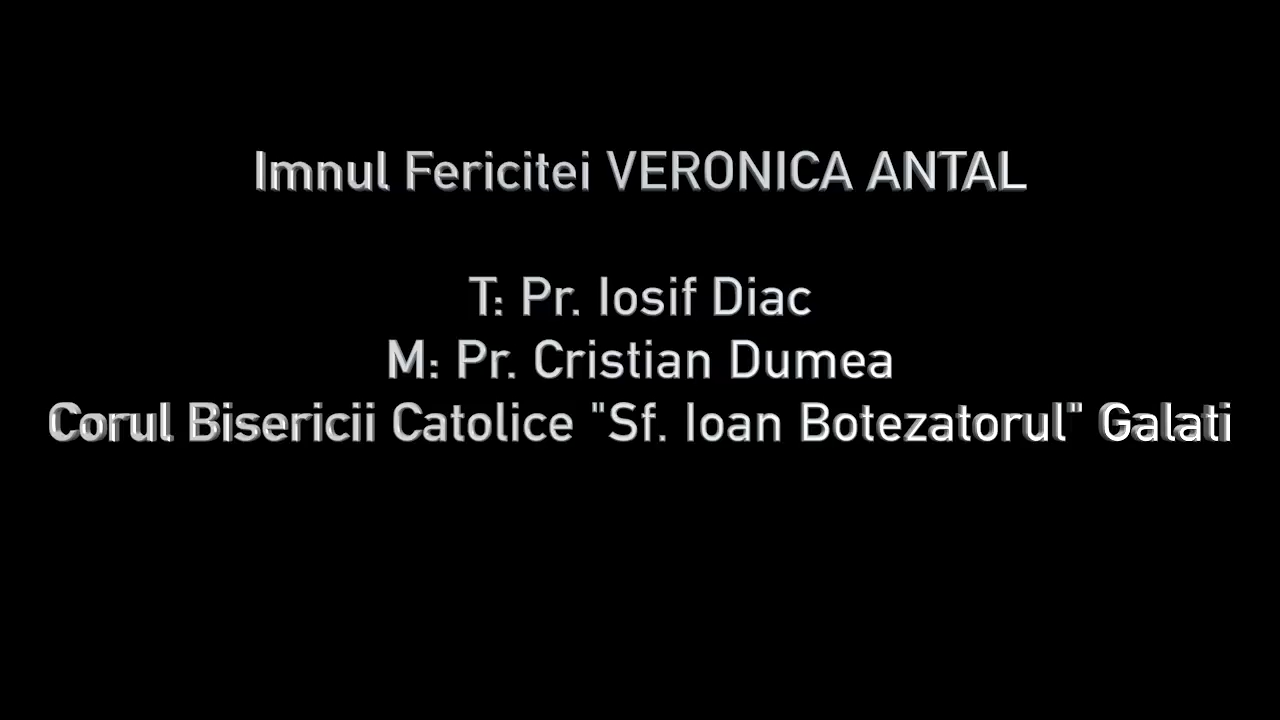 Imnul Fericitei VERONICA ANTAL
T: Pr. Iosif Diac
M: Pr. Cristian Dumea
Corul Bisericii Catolice "Sf. Ioan Botezatorul" Galati